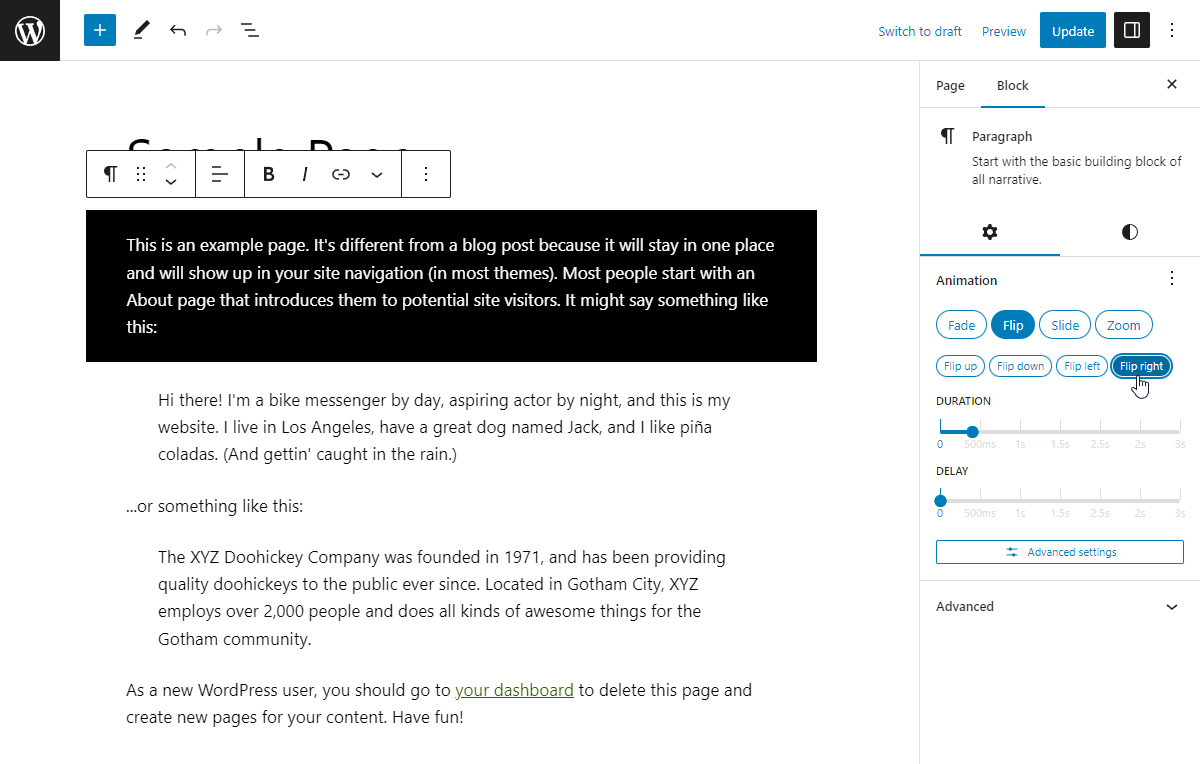 Switch to draft Preview Update
Page Block
Sample Page
B I
Paragraph
Start with the basic building block of
all narrative.
This is an example page. It's different from a blog post because it will stay in one place
and will show up in your site navigation (in most themes). Most people start with an
About page that introduces them to potential site visitors. It might say something like
this:
Hi there! I'm a bike messenger by day, aspiring actor by night, and this is my
website. I live in Los Angeles, have a great dog named Jack, and I like piña
coladas. (And gettin' caught in the rain.)
...or something like this:
The XYZ Doohickey Company was founded in 1971, and has been providing
quality doohickeys to the public ever since. Located in Gotham City, XYZ
employs over 2,000 people and does all kinds of awesome things for the
Gotham community.
As a new WordPress user, you should go to your dashboard to delete this page and
create new pages for your content. Have fun!
Animation
Fade Flip Slide Zoom
Flip up Flip down Flip left Flip right
DURATION
0 500ms 1s 1.5s 2.5s 2s 3s
DELAY
0 500ms 1s 1.5s 2.5s 2s 3s
Advanced settings
Advanced